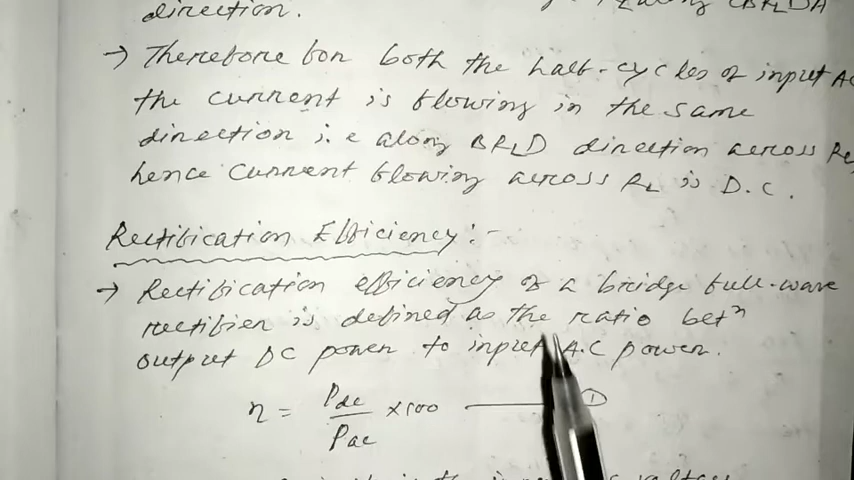 direction.
→ Therefore for both the half-cycles of input AC
the current is flowing in the same
direction i.e along BRLD direction across RL
hence current flowing across RL is D.C.
Rectification Efficiency :-
→ Rectification efficiency of a bridge full-wave
rectifier is defined as the ratio betn
output DC power to input A.C power.
η = Pdc / Pac ×100 ——— ①